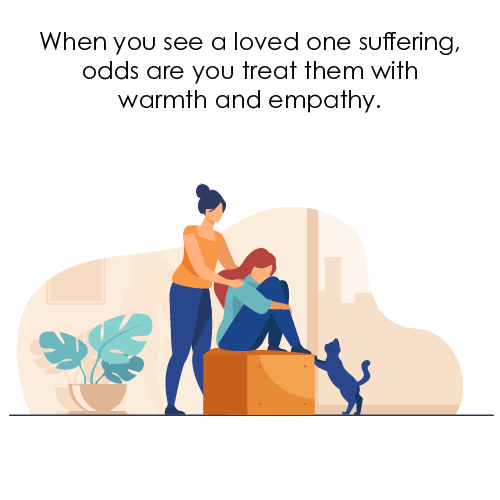 When you see a loved one suffering,
odds are you treat them with
warmth and empathy.